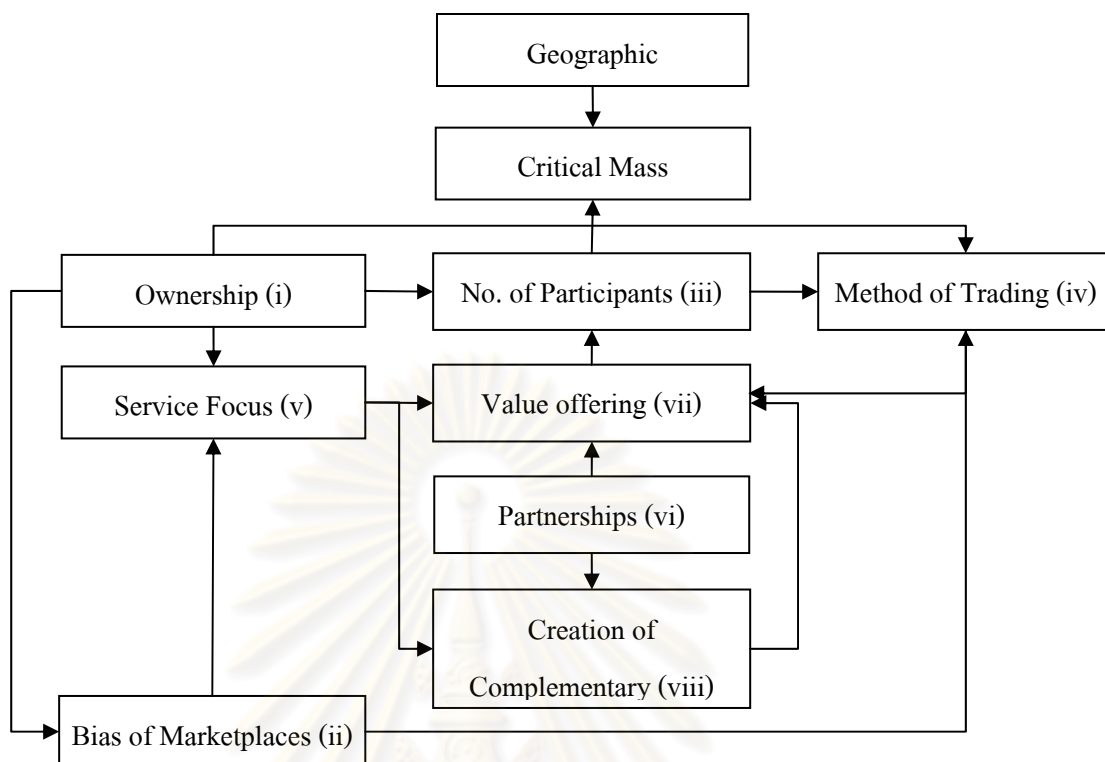 Geographic
Critical Mass
Ownership (i)
No. of Participants (iii)
Method of Trading (iv)
Service Focus (v)
Value offering (vii)
Partnerships (vi)
Creation of
Complementary (viii)
Bias of Marketplaces (ii)